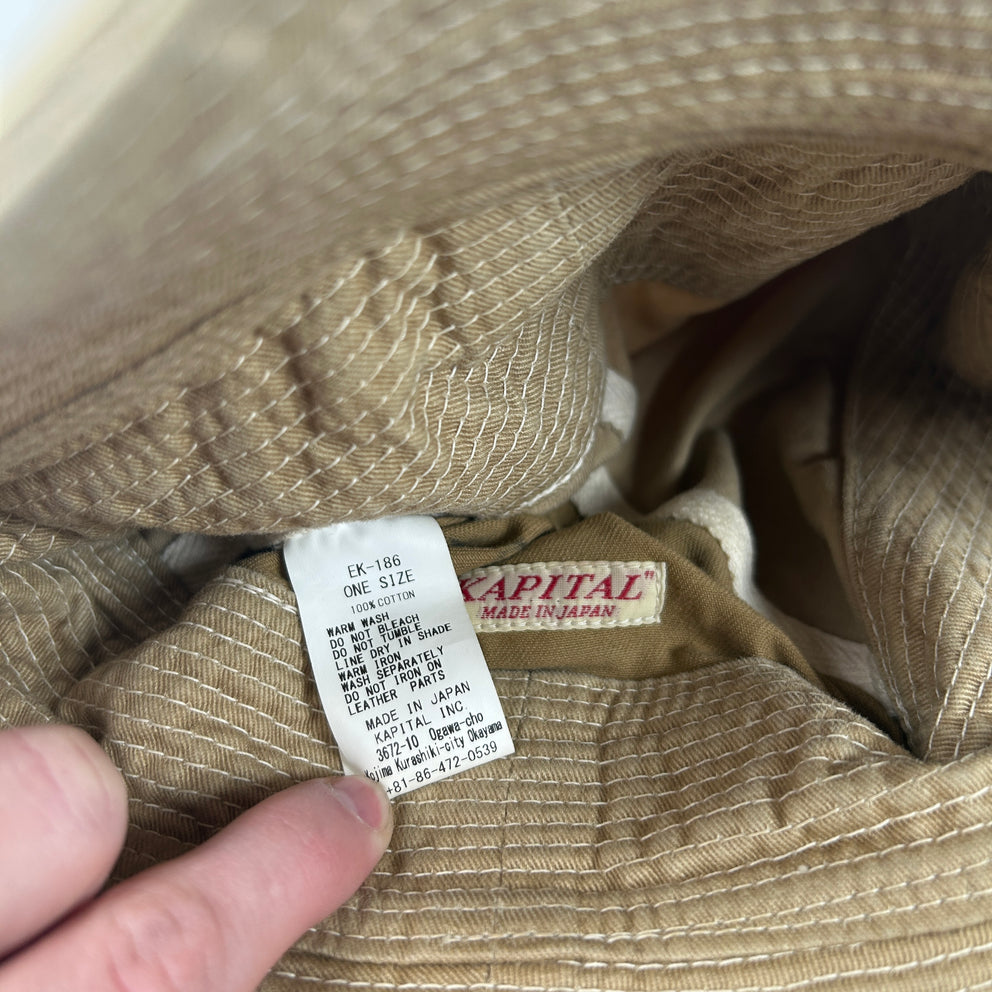 EK-186
ONE SIZE
100% COTTON
WARM WASH
DO NOT BLEACH
DO NOT TUMBLE
LINE DRY IN SHADE
WARM IRON
WASH SEPARATELY
DO NOT IRON ON
LEATHER PARTS
MADE IN JAPAN
KAPITAL INC.
3672-10 Ogawa-cho
Kojima Kurashiki-city Okayama
+81-86-472-0539
KAPITAL"
MADE IN JAPAN